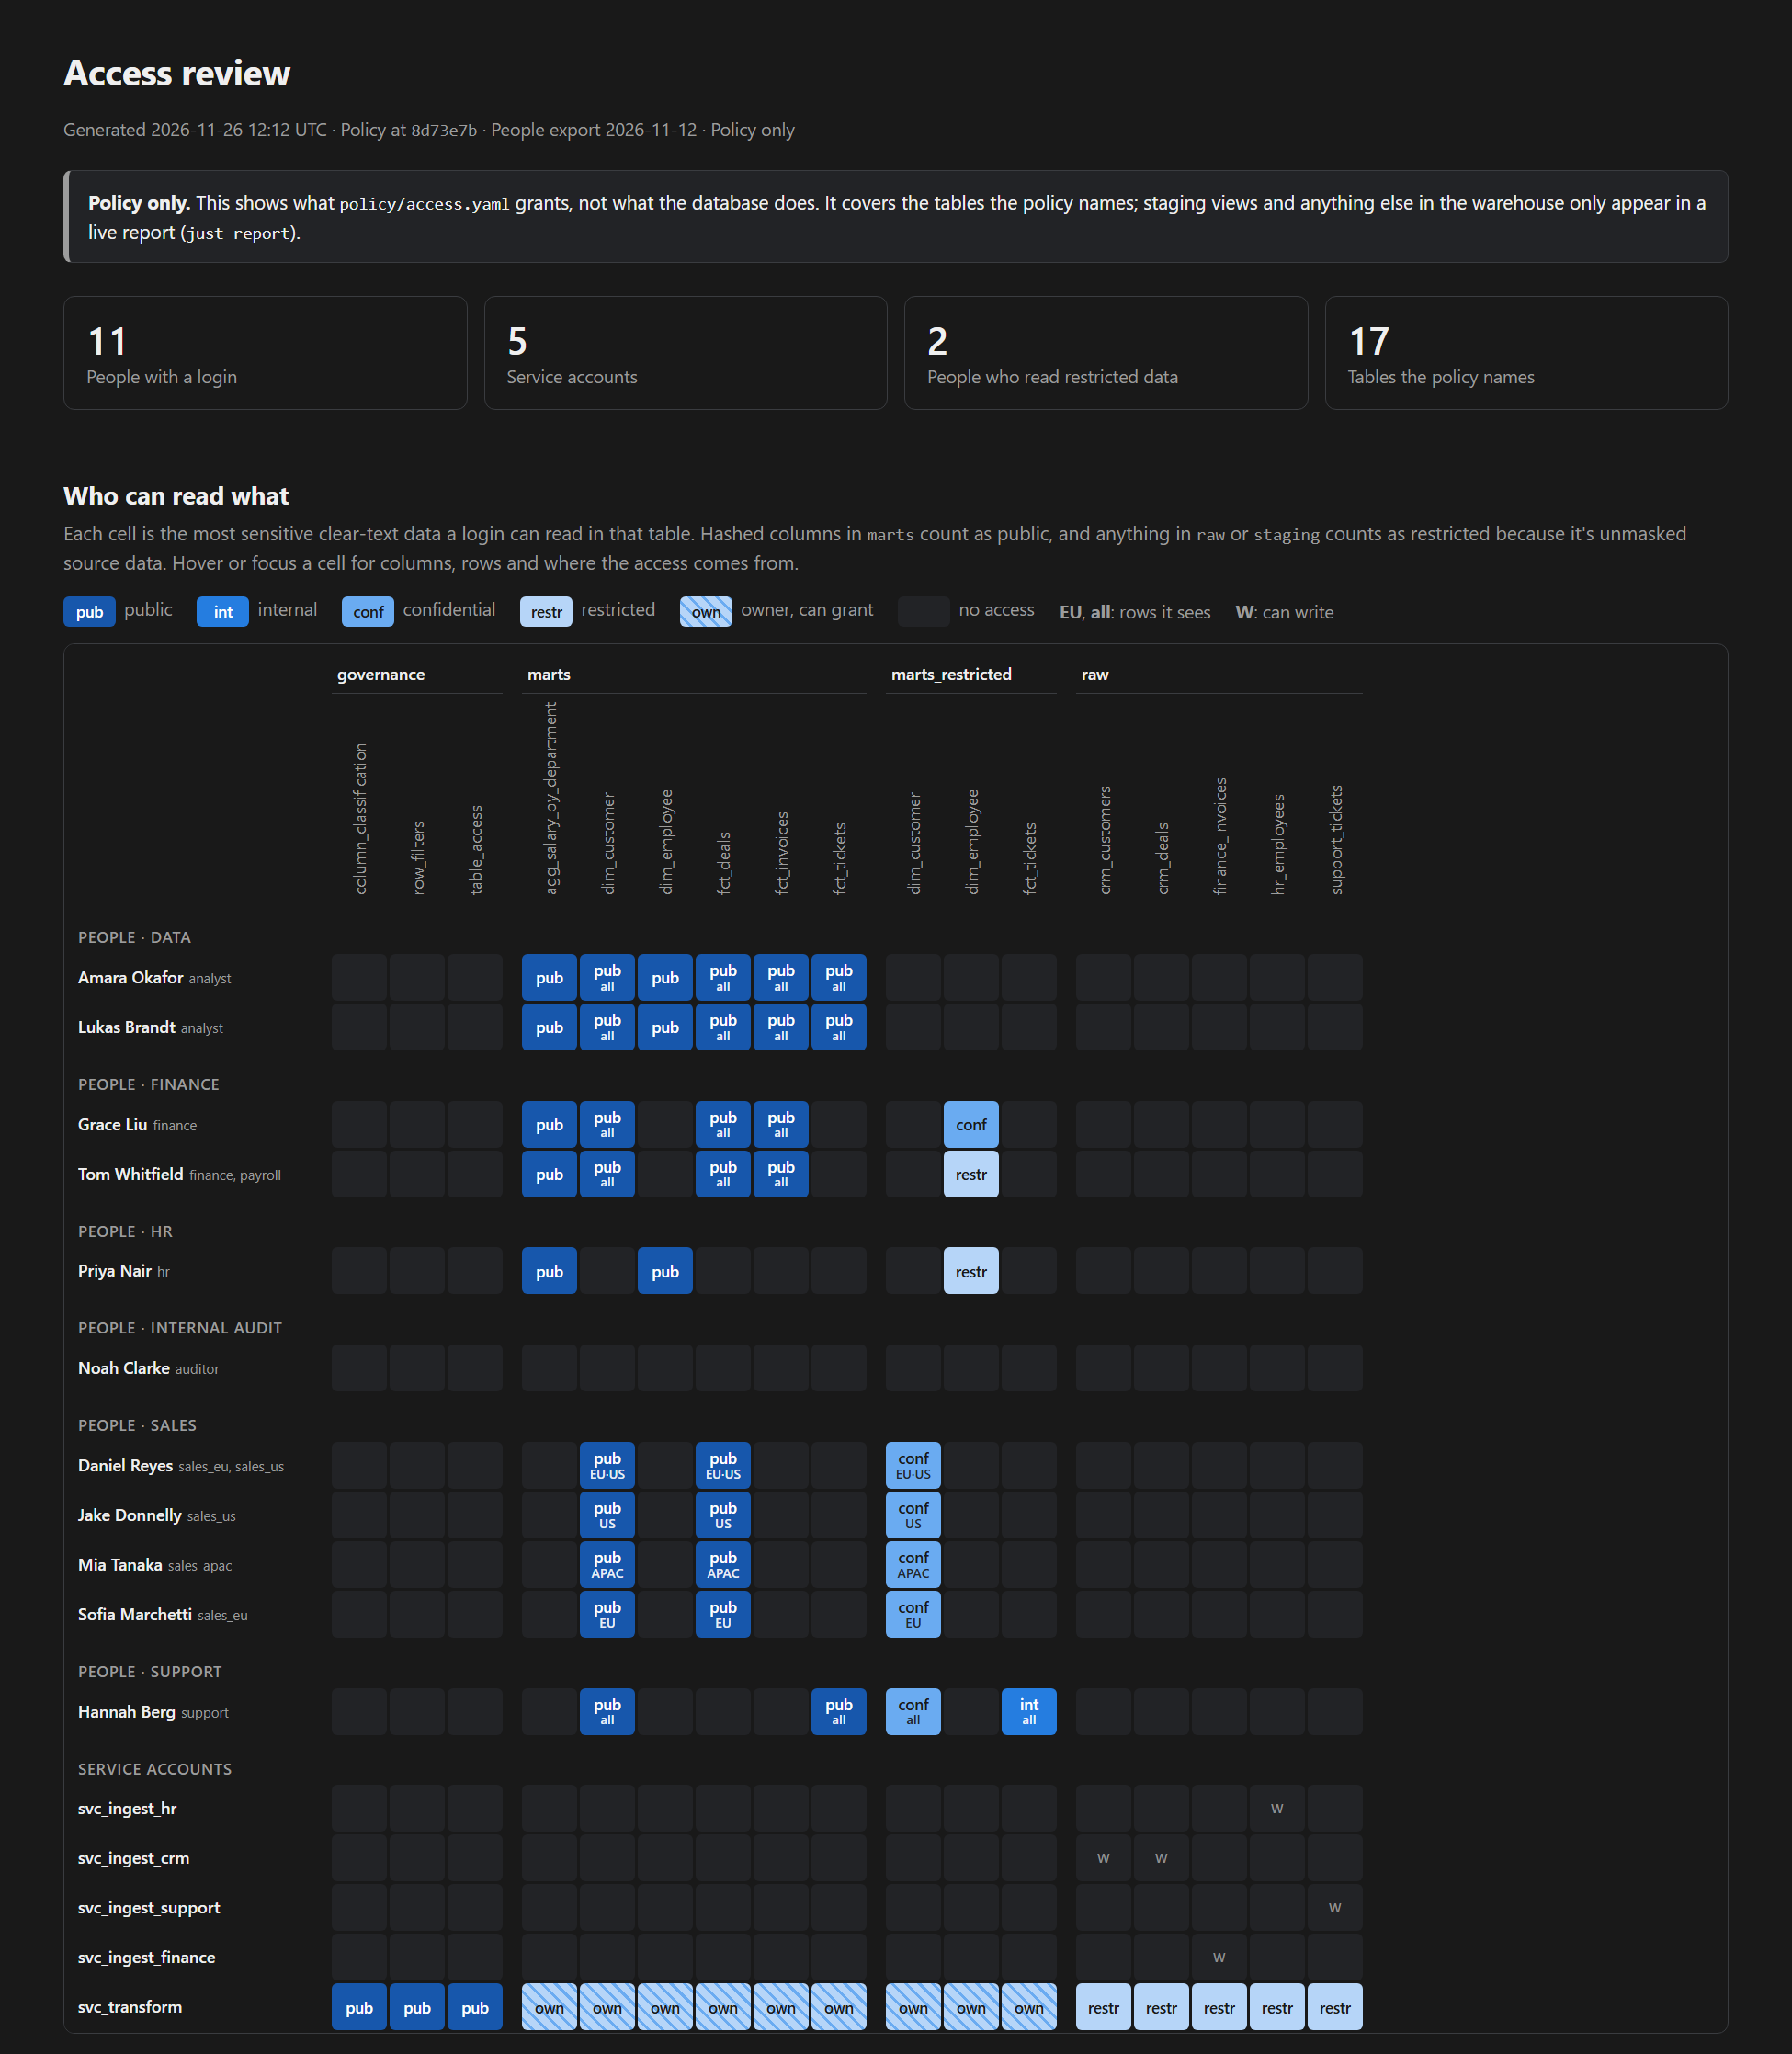 Access review
Generated 2026-11-26 12:12 UTC · Policy at 8d73e7b · People export 2026-11-12 · Policy only
Policy only. This shows what policy/access.yaml grants, not what the database does. It covers the tables the policy names; staging views and anything else in the warehouse only appear in a
live report (just report).
11
People with a login
5
Service accounts
2
People who read restricted data
17
Tables the policy names
Who can read what
Each cell is the most sensitive clear-text data a login can read in that table. Hashed columns in marts count as public, and anything in raw or staging counts as restricted because it's unmasked
source data. Hover or focus a cell for columns, rows and where the access comes from.
pub public int internal conf confidential restr restricted own owner, can grant no access EU, all: rows it sees W: can write
governance marts marts_restricted raw
column_classification
row_filters
table_access
agg_salary_by_department
dim_customer
dim_employee
fct_deals
fct_invoices
fct_tickets
dim_customer
dim_employee
fct_tickets
crm_customers
crm_deals
finance_invoices
hr_employees
support_tickets
PEOPLE · DATA
Amara Okafor analyst pub pub all pub pub all pub all pub all
Lukas Brandt analyst pub pub all pub pub all pub all pub all
PEOPLE · FINANCE
Grace Liu finance pub pub all pub all pub all conf
Tom Whitfield finance, payroll pub pub all pub all pub all restr
PEOPLE · HR
Priya Nair hr pub pub restr
PEOPLE · INTERNAL AUDIT
Noah Clarke auditor
PEOPLE · SALES
Daniel Reyes sales_eu, sales_us pub EU·US pub EU·US conf EU·US
Jake Donnelly sales_us pub US pub US conf US
Mia Tanaka sales_apac pub APAC pub APAC conf APAC
Sofia Marchetti sales_eu pub EU pub EU conf EU
PEOPLE · SUPPORT
Hannah Berg support pub all pub all conf all int all
SERVICE ACCOUNTS
svc_ingest_hr W
svc_ingest_crm W W
svc_ingest_support W
svc_ingest_finance W
svc_transform pub pub pub own own own own own own own own own restr restr restr restr restr